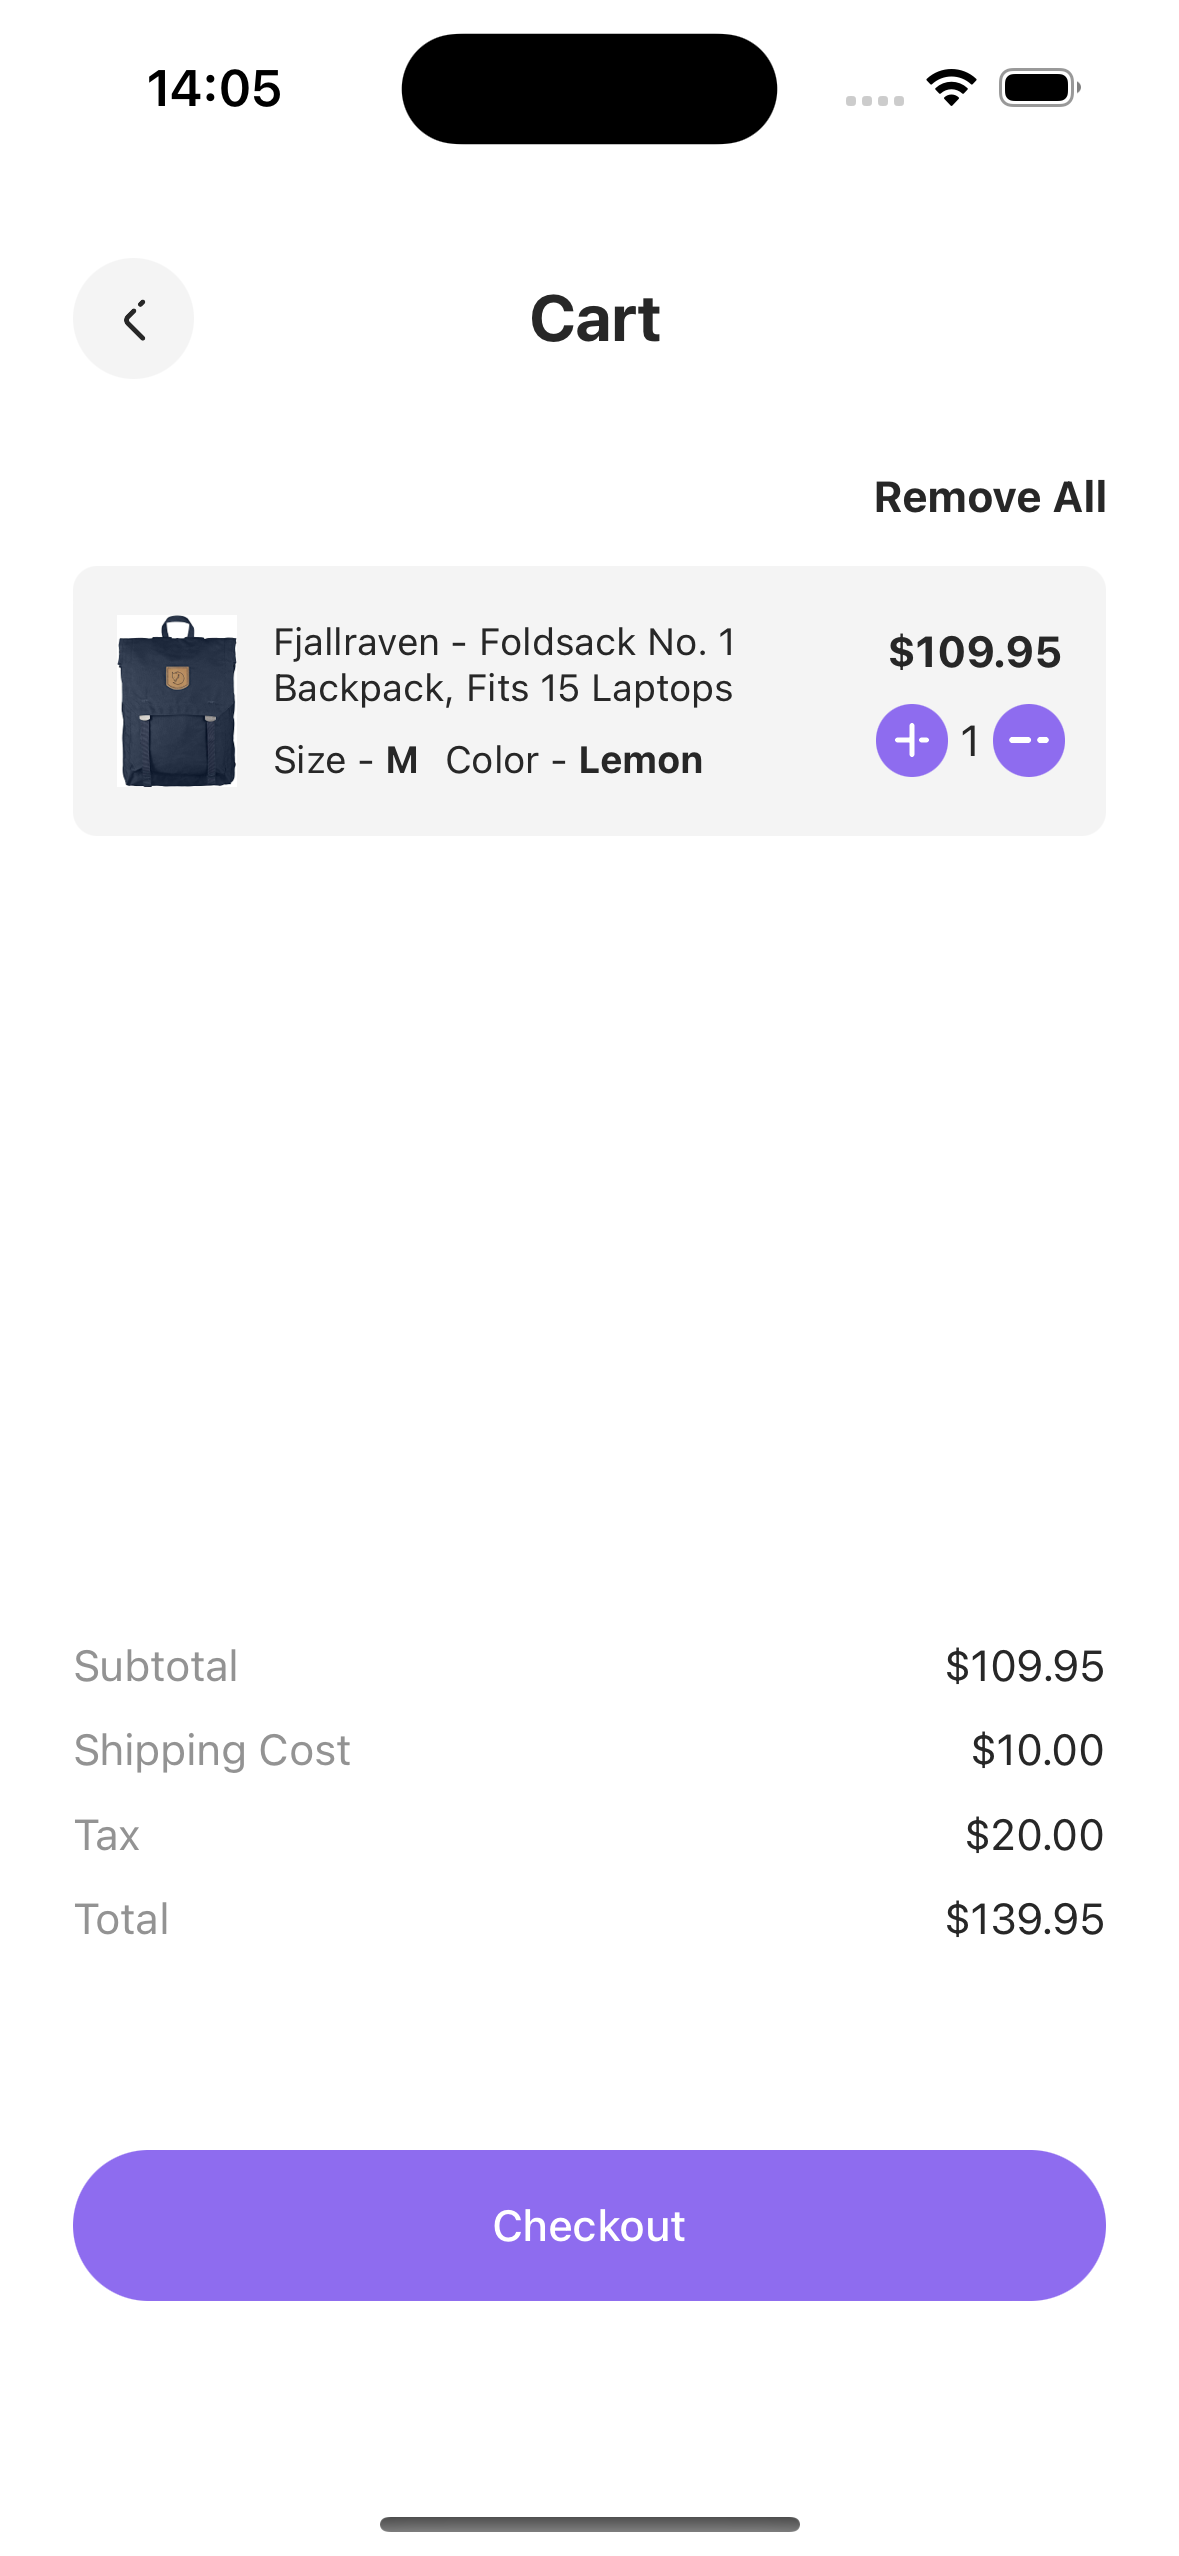 14:05
Cart
Remove All
Fjallraven - Foldsack No. 1
Backpack, Fits 15 Laptops
$109.95
Size - M Color - Lemon
1
Subtotal $109.95
Shipping Cost $10.00
Tax $20.00
Total $139.95
Checkout